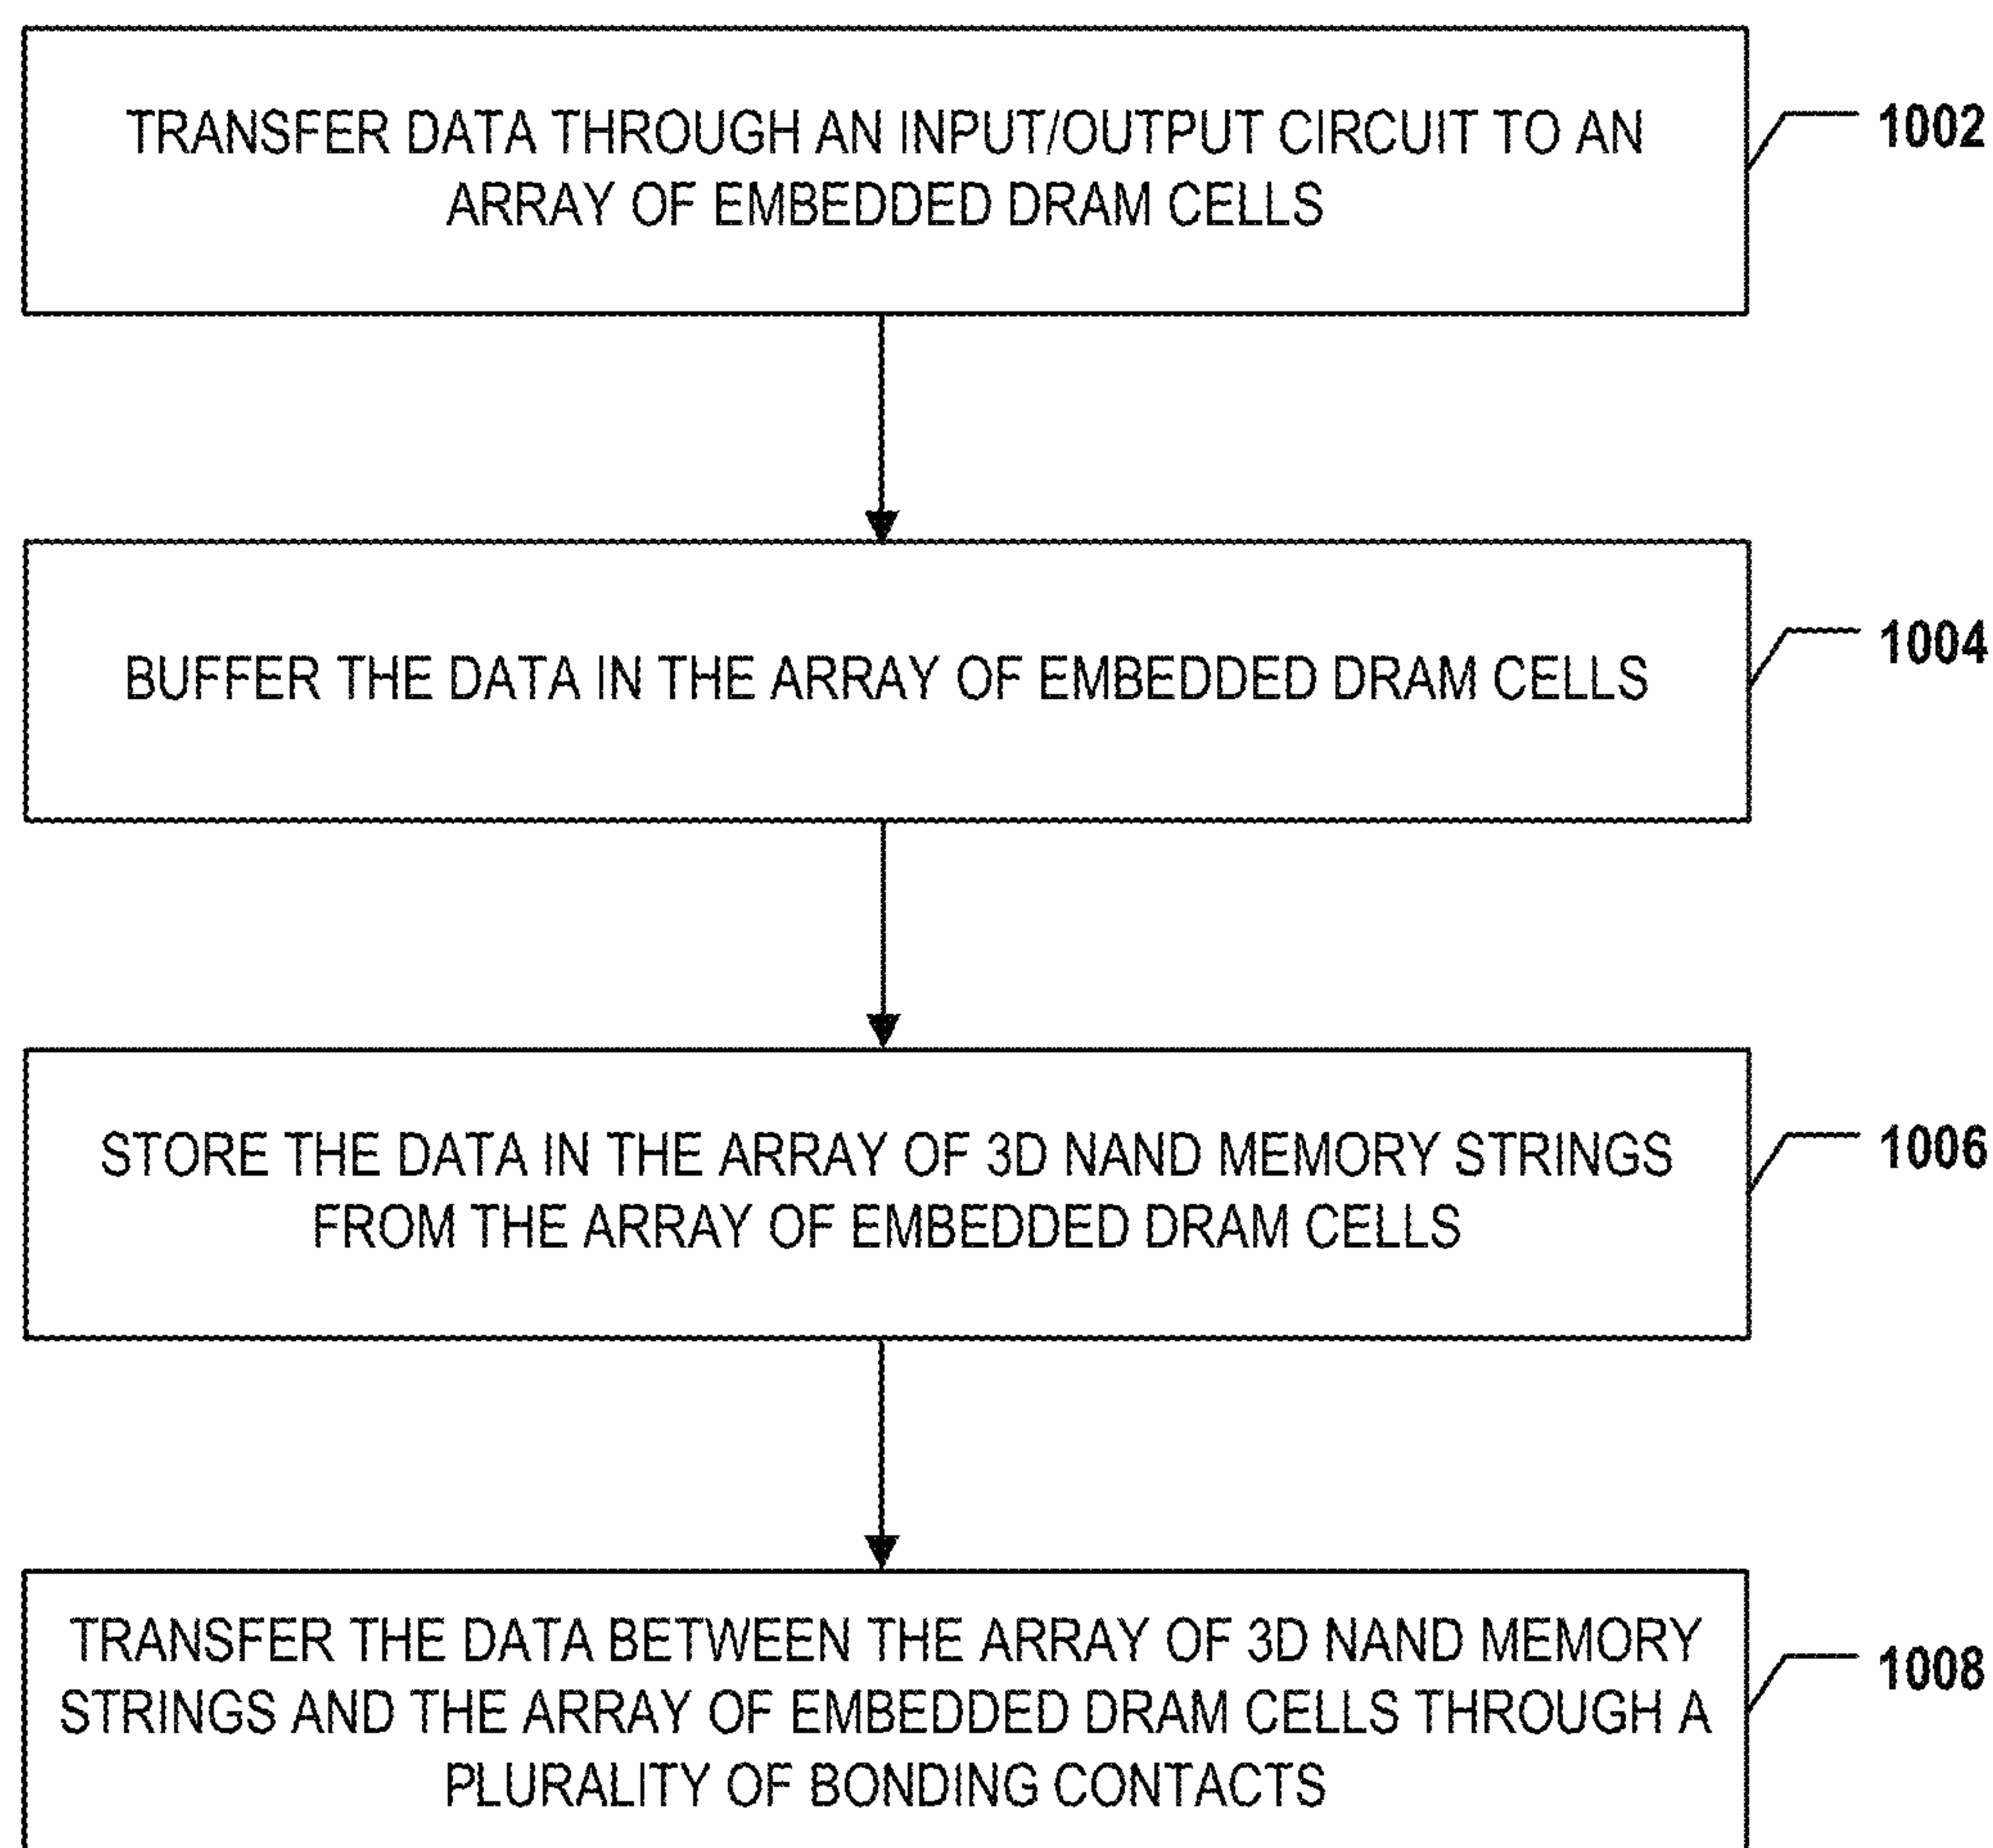 TRANSFER DATA THROUGH AN INPUT/OUTPUT CIRCUIT TO AN
ARRAY OF EMBEDDED DRAM CELLS
1002
BUFFER THE DATA IN THE ARRAY OF EMBEDDED DRAM CELLS
1004
STORE THE DATA IN THE ARRAY OF 3D NAND MEMORY STRINGS
FROM THE ARRAY OF EMBEDDED DRAM CELLS
1006
TRANSFER THE DATA BETWEEN THE ARRAY OF 3D NAND MEMORY
STRINGS AND THE ARRAY OF EMBEDDED DRAM CELLS THROUGH A
PLURALITY OF BONDING CONTACTS
1008